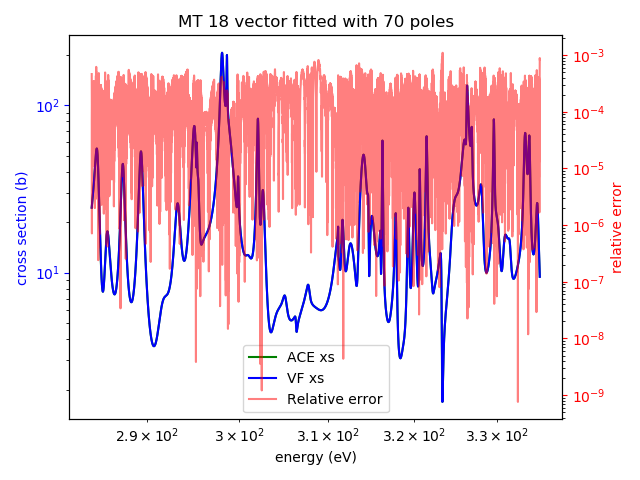 MT 18 vector fitted with 70 poles
cross section (b)
10²
10¹
10⁻³
10⁻⁴
10⁻⁵
10⁻⁶
10⁻⁷
10⁻⁸
10⁻⁹
relative error
ACE xs
VF xs
Relative error
2.9 × 10² 3 × 10² 3.1 × 10² 3.2 × 10² 3.3 × 10²
energy (eV)